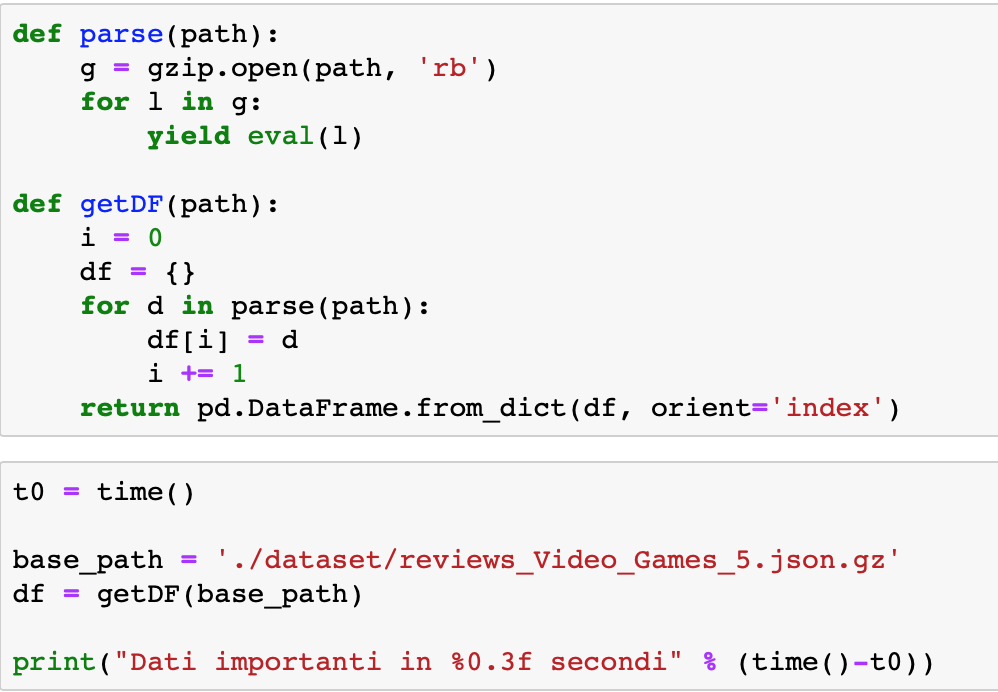 def parse(path):
    g = gzip.open(path, 'rb')
    for l in g:
        yield eval(l)

def getDF(path):
    i = 0
    df = {}
    for d in parse(path):
        df[i] = d
        i += 1
    return pd.DataFrame.from_dict(df, orient='index')

t0 = time()

base_path = './dataset/reviews_Video_Games_5.json.gz'
df = getDF(base_path)

print("Dati importanti in %0.3f secondi" % (time()-t0))